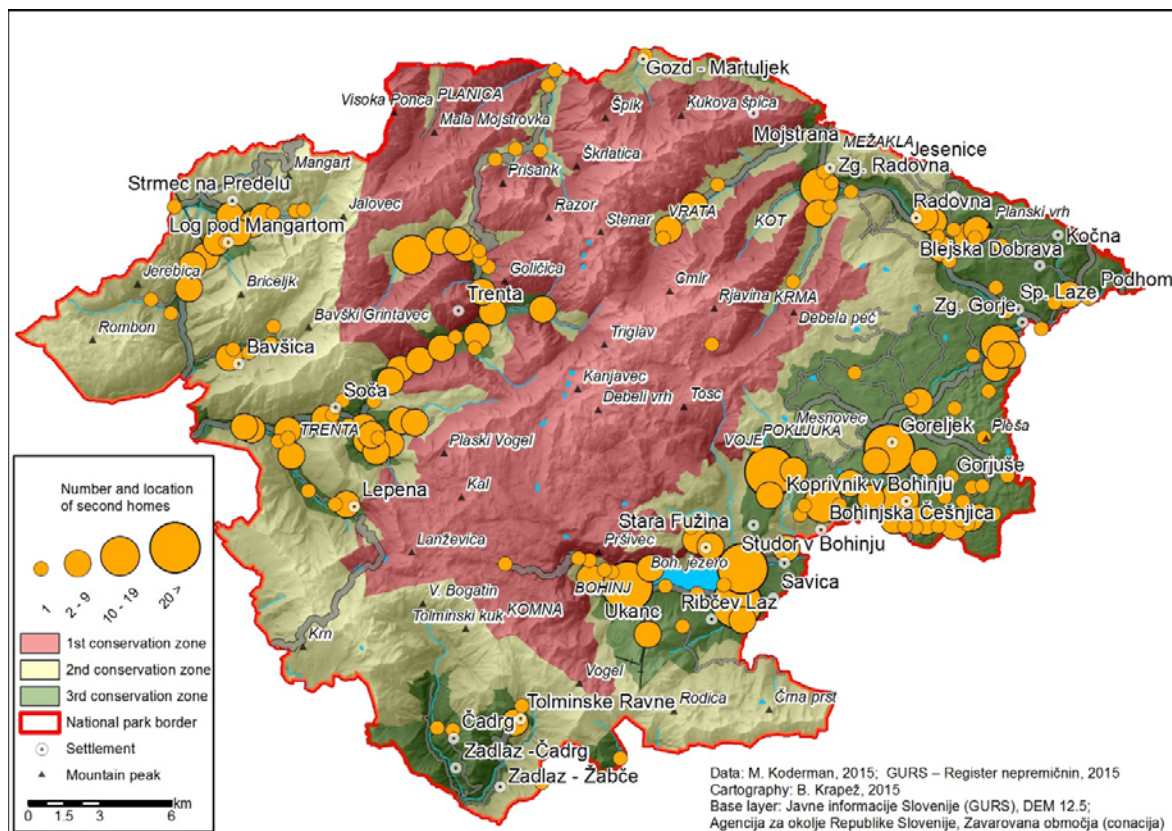 Gozd - Martuljek
Visoka Ponca
PLANICA
Mala Mojstrovka
Špik
Kukova špica
Mojstrana
MEŽAKLA
Jesenice
Zg. Radovna
Mangart
Prisank
Škrlatica
Strmec na Predelu
Jalovec
Razor
Stenar
VRATA
KOT
Radovna
Planski vrh
Log pod Mangartom
Blejska Dobrava
Kočna
Jerebica
Briceljk
Goličica
Cmir
Rjavina
KRMA
Podhom
Sp. Laze
Trenta
Zg. Gorje
Rombon
Bavški Grintavec
Debela peč
Triglav
Bavšica
Kanjavec
Soča
Debeli vrh
Tosc
Mesnovec
TRENTA
Plaski Vogel
VOJE
POKLJUKA
Goreljek
Pleša
Gorjuše
Lepena
Kal
Koprivnik v Bohinju
Bohinjska Češnjica
Stara Fužina
Lanževica
Pršivec
Studor v Bohinju
Boh. jezero
BOHINJ
Savica
V. Bogatin
KOMNA
Ukanc
Ribčev Laz
Tolminski kuk
Krn
Vogel
Tolminske Ravne
Rodica
Črna prst
Čadrg
Zadlaz -Čadrg
Zadlaz - Žabče
Number and location
of second homes
1
2 - 9
10 - 19
20 >
1st conservation zone
2nd conservation zone
3rd conservation zone
National park border
Settlement
Mountain peak
0 1.5 3 6
km
Data: M. Koderman, 2015; GURS – Register nepremičnin, 2015
Cartography: B. Krapež, 2015
Base layer: Javne informacije Slovenije (GURS), DEM 12.5;
Agencija za okolje Republike Slovenije, Zavarovana območja (conacija)